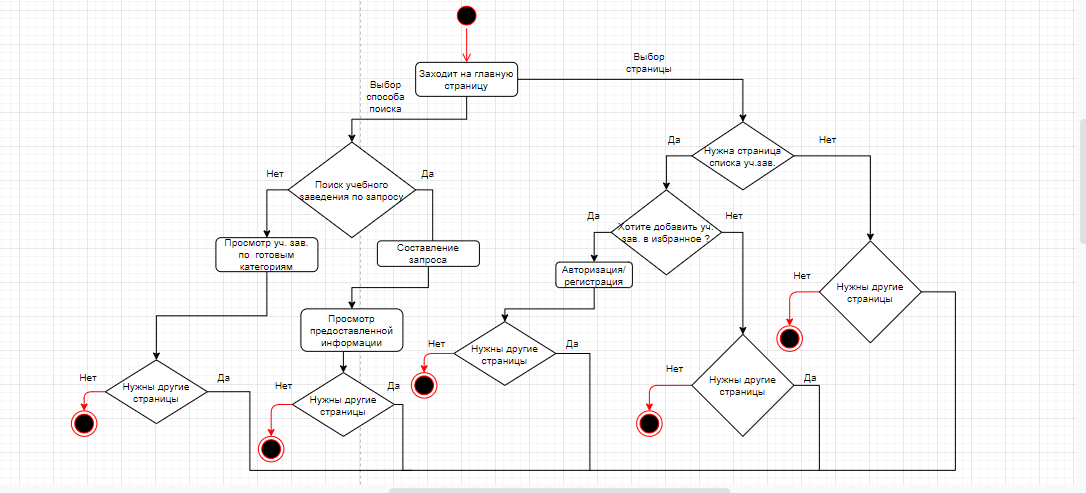 Выбор
страницы
Заходит на главную
страницу
Выбор
способа
поиска
Да
Нужна страница
списка уч.зав.
Нет
Нет
Поиск учебного
заведения по запросу
Да
Да
Хотите добавить уч.
зав. в избранное ?
Нет
Просмотр уч. зав.
по готовым
категориям
Составление
запроса
Авторизация/
регистрация
Нет
Нужны другие
страницы
Просмотр
предоставленной
информации
Нет
Нужны другие
страницы
Да
Нет
Нужны другие
страницы
Да
Нет
Нужны другие
страницы
Да
Нет
Нужны другие
страницы
Да